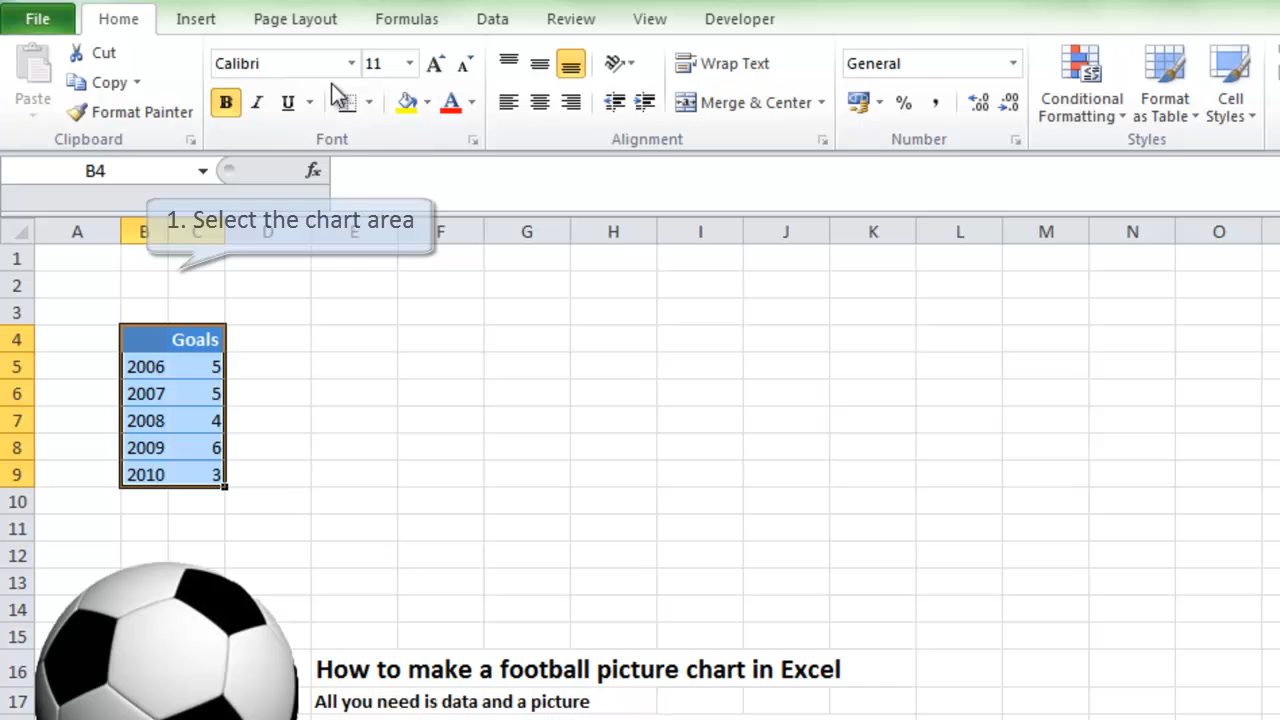 File Home Insert Page Layout Formulas Data Review View Developer
Cut
Copy
Format Painter
Paste
Clipboard
Calibri 11
B I U A
Font
Wrap Text
Merge & Center
Alignment
General
% ,
Number
Conditional Formatting
Format as Table
Cell Styles
Styles
B4 fx
1. Select the chart area
A B C D E F G H I J K L M N O
1
2
3
4 Goals
5 2006 5
6 2007 5
7 2008 4
8 2009 6
9 2010 3
10
11
12
13
14
15
16 How to make a football picture chart in Excel
17 All you need is data and a picture